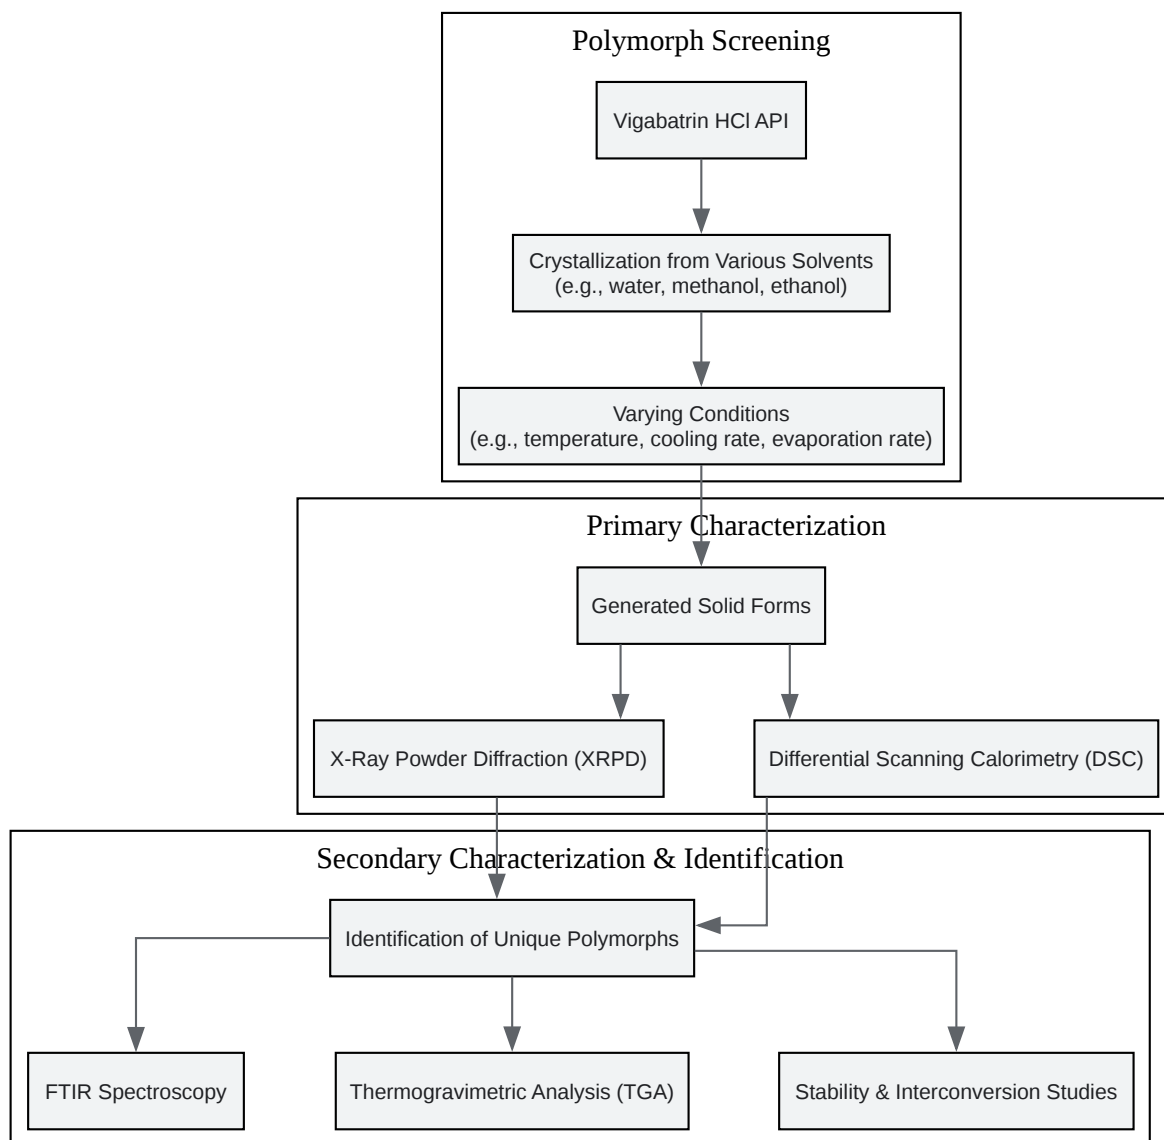 Polymorph Screening
Vigabatrin HCl API
Crystallization from Various Solvents
(e.g., water, methanol, ethanol)
Varying Conditions
(e.g., temperature, cooling rate, evaporation rate)
Primary Characterization
Generated Solid Forms
X-Ray Powder Diffraction (XRPD)
Differential Scanning Calorimetry (DSC)
Secondary Characterization & Identification
Identification of Unique Polymorphs
FTIR Spectroscopy
Thermogravimetric Analysis (TGA)
Stability & Interconversion Studies